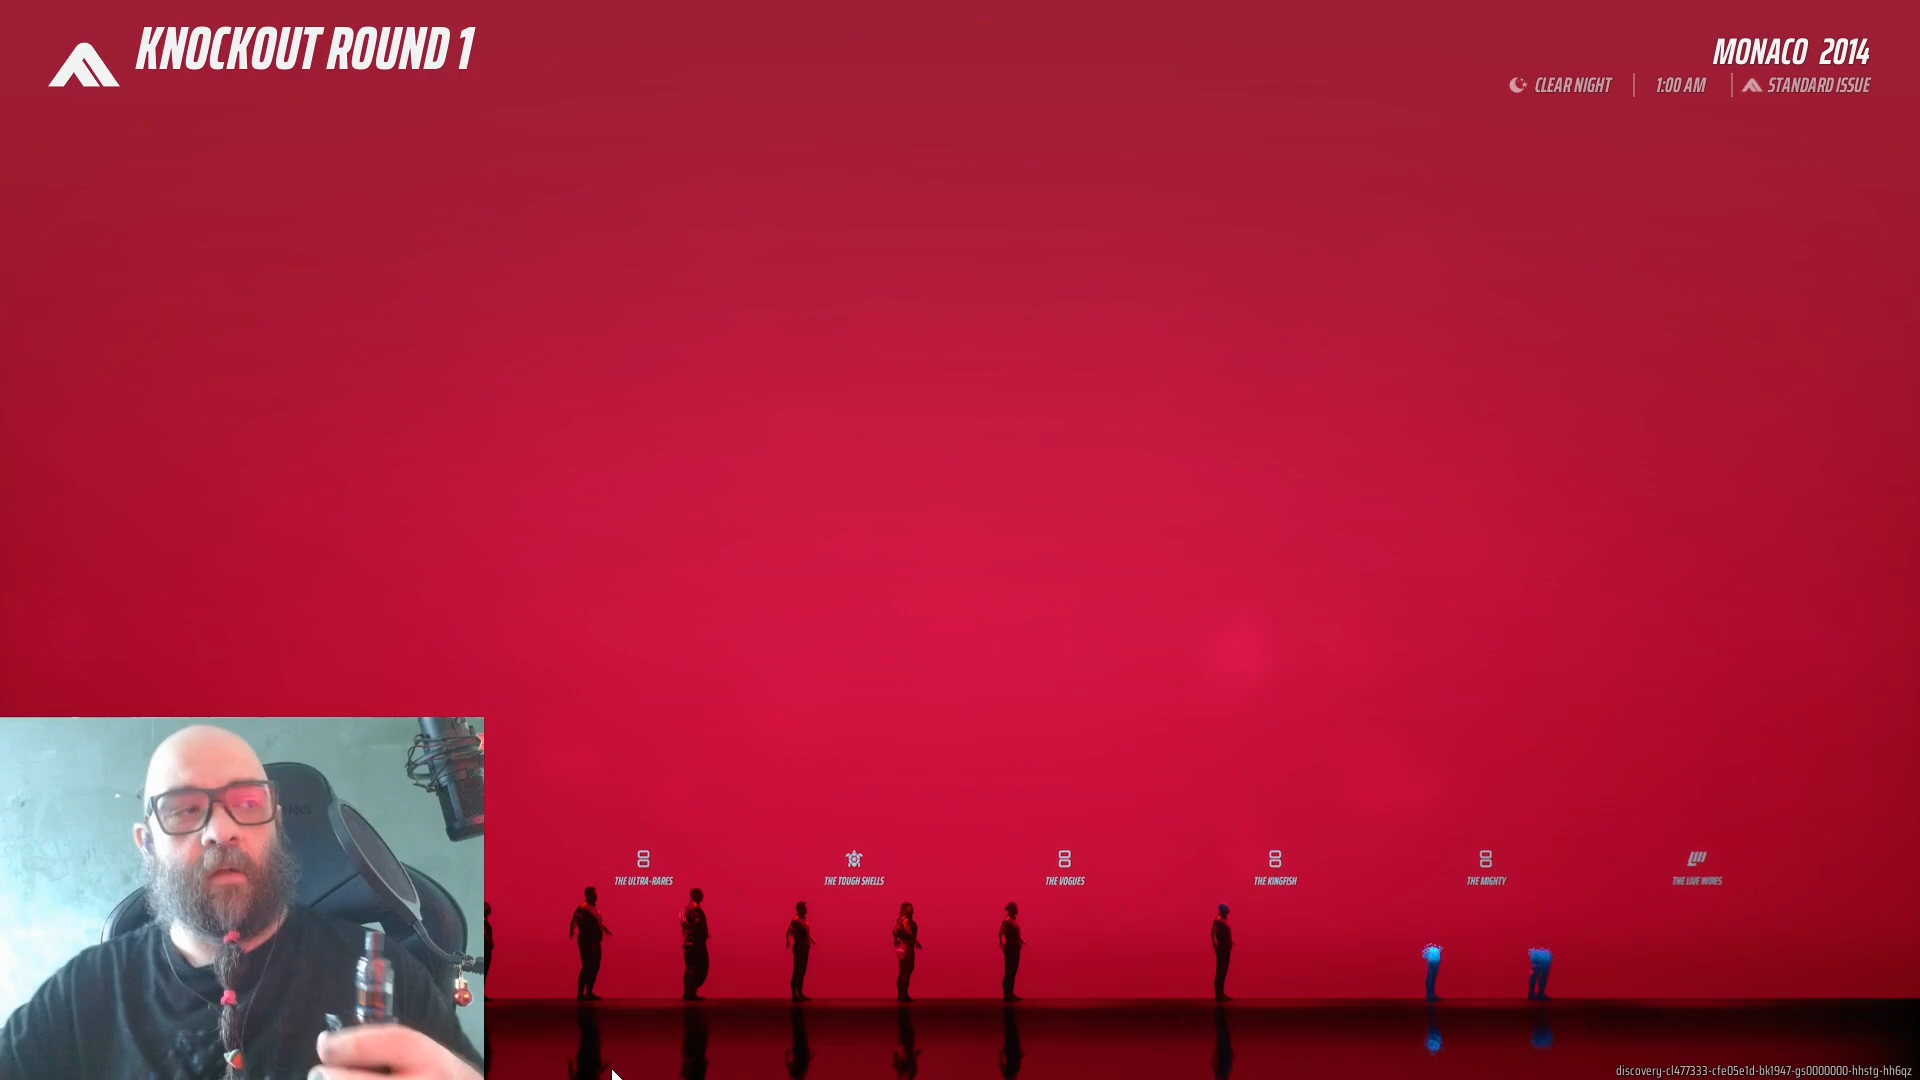 KNOCKOUT ROUND 1
MONACO 2014
CLEAR NIGHT
1:00 AM
STANDARD ISSUE
THE ULTRA-RARES
THE TOUGH SHELLS
THE VOGUES
THE KINGFISH
THE MIGHTY
THE LIVE WIRES
discovery-cl477333-cfe05e1d-bk1947-gs0000000-hhstg-hh6qz